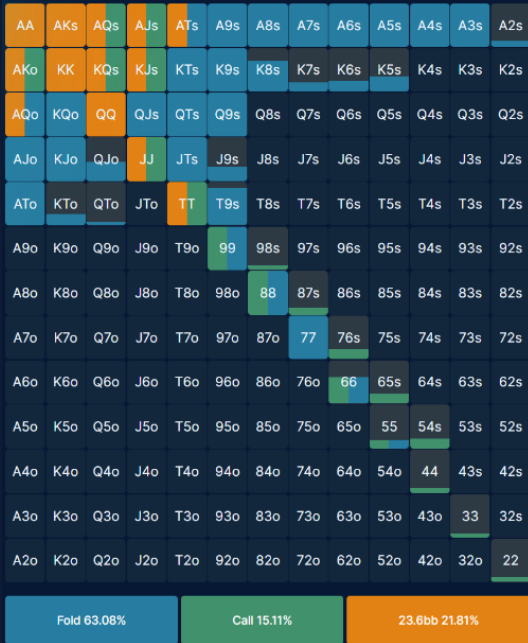 AA AKs AQs AJs ATs A9s A8s A7s A6s A5s A4s A3s A2s
AKo KK KQs KJs KTs K9s K8s K7s K6s K5s K4s K3s K2s
AQo KQo QQ QJs QTs Q9s Q8s Q7s Q6s Q5s Q4s Q3s Q2s
AJo KJo QJo JJ JTs J9s J8s J7s J6s J5s J4s J3s J2s
ATo KTo QTo JTo TT T9s T8s T7s T6s T5s T4s T3s T2s
A9o K9o Q9o J9o T9o 99 98s 97s 96s 95s 94s 93s 92s
A8o K8o Q8o J8o T8o 98o 88 87s 86s 85s 84s 83s 82s
A7o K7o Q7o J7o T7o 97o 87o 77 76s 75s 74s 73s 72s
A6o K6o Q6o J6o T6o 96o 86o 76o 66 65s 64s 63s 62s
A5o K5o Q5o J5o T5o 95o 85o 75o 65o 55 54s 53s 52s
A4o K4o Q4o J4o T4o 94o 84o 74o 64o 54o 44 43s 42s
A3o K3o Q3o J3o T3o 93o 83o 73o 63o 53o 43o 33 32s
A2o K2o Q2o J2o T2o 92o 82o 72o 62o 52o 42o 32o 22
Fold 63.08% Call 15.11% 23.6bb 21.81%